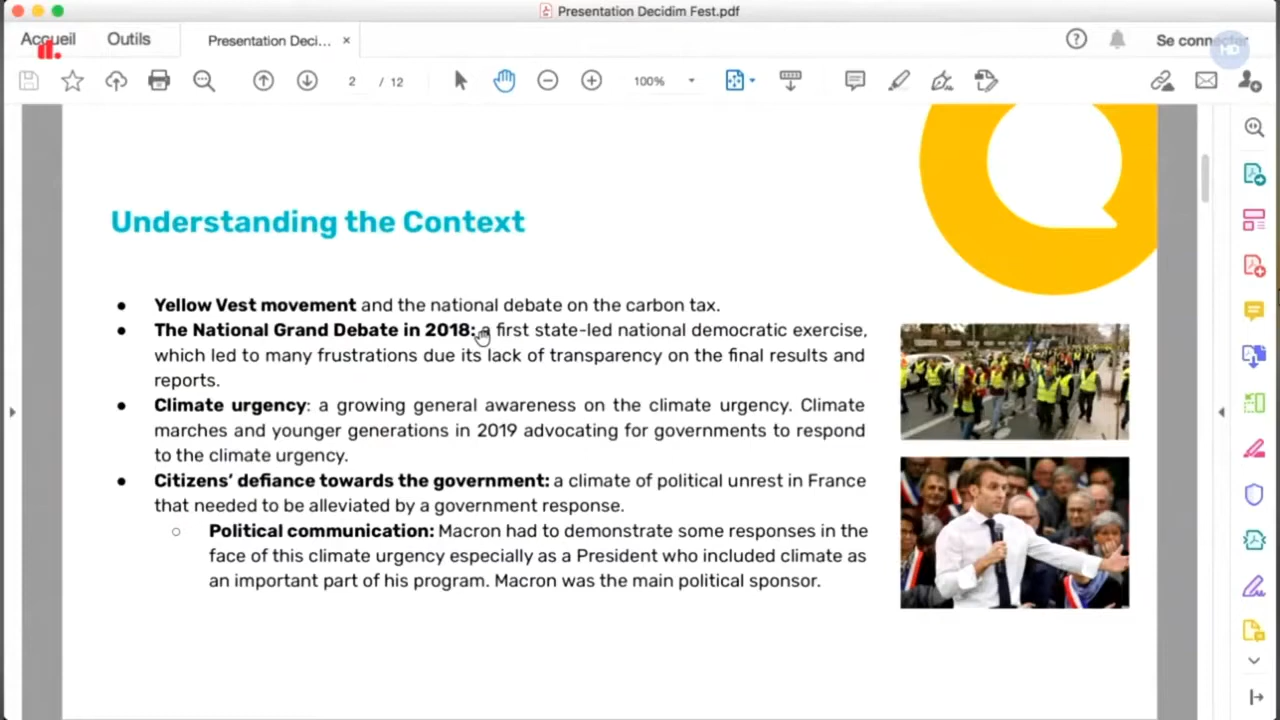 Presentation Decidim Fest.pdf
Accueil
Outils
Presentation Deci... ×
Se connecter
HD
2 / 12
100%
Understanding the Context
● Yellow Vest movement and the national debate on the carbon tax.
● The National Grand Debate in 2018: a first state-led national democratic exercise,
which led to many frustrations due its lack of transparency on the final results and
reports.
● Climate urgency: a growing general awareness on the climate urgency. Climate
marches and younger generations in 2019 advocating for governments to respond
to the climate urgency.
● Citizens’ defiance towards the government: a climate of political unrest in France
that needed to be alleviated by a government response.
○ Political communication: Macron had to demonstrate some responses in the
face of this climate urgency especially as a President who included climate as
an important part of his program. Macron was the main political sponsor.